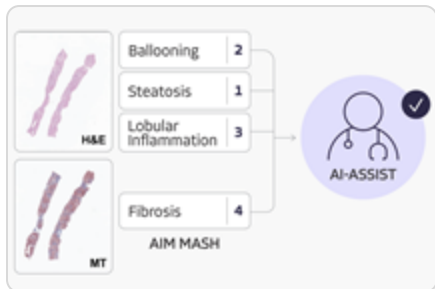 Ballooning 2
Steatosis 1
Lobular
Inflammation 3
H&E
Fibrosis 4
MT
AIM MASH
AI-ASSIST